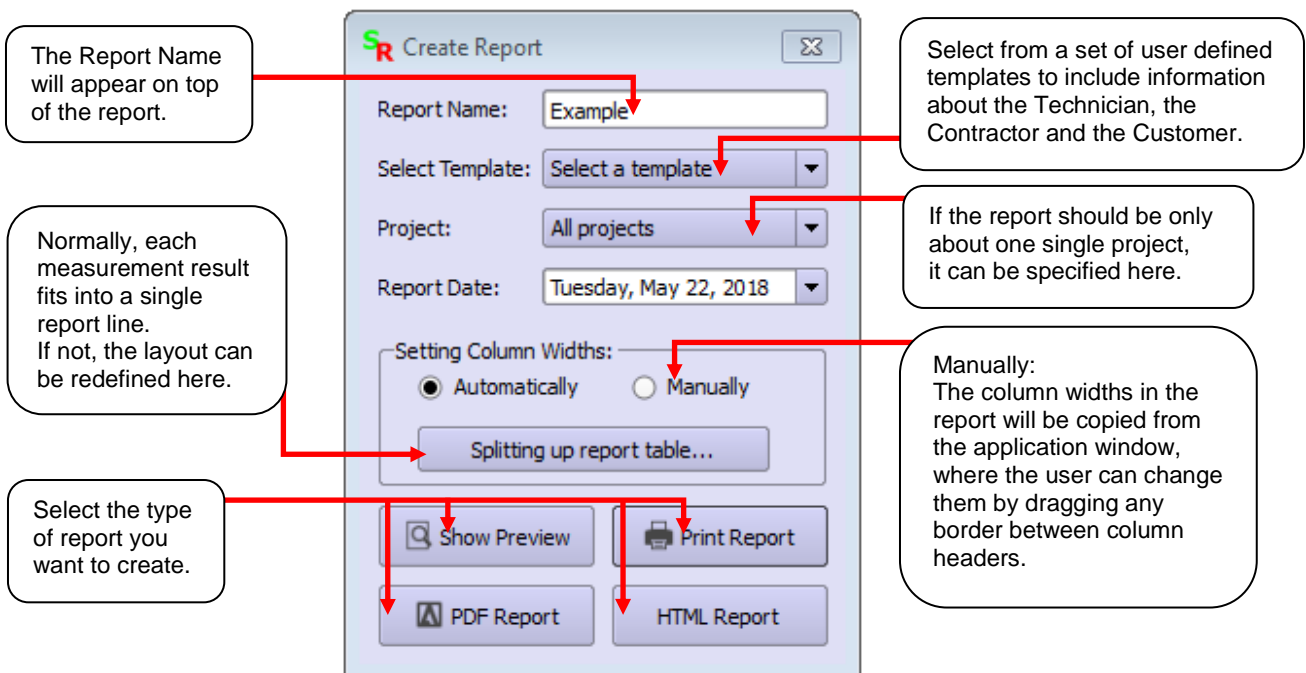 The Report Name
will appear on top
of the report.
Normally, each
measurement result
fits into a single
report line.
If not, the layout can
be redefined here.
Select the type
of report you
want to create.
SR Create Report
Report Name: Example
Select Template: Select a template
Project: All projects
Report Date: Tuesday, May 22, 2018
Setting Column Widths:
Automatically Manually
Splitting up report table...
Show Preview Print Report
PDF Report HTML Report
Select from a set of user defined
templates to include information
about the Technician, the
Contractor and the Customer.
If the report should be only
about one single project,
it can be specified here.
Manually:
The column widths in the
report will be copied from
the application window,
where the user can change
them by dragging any
border between column
headers.